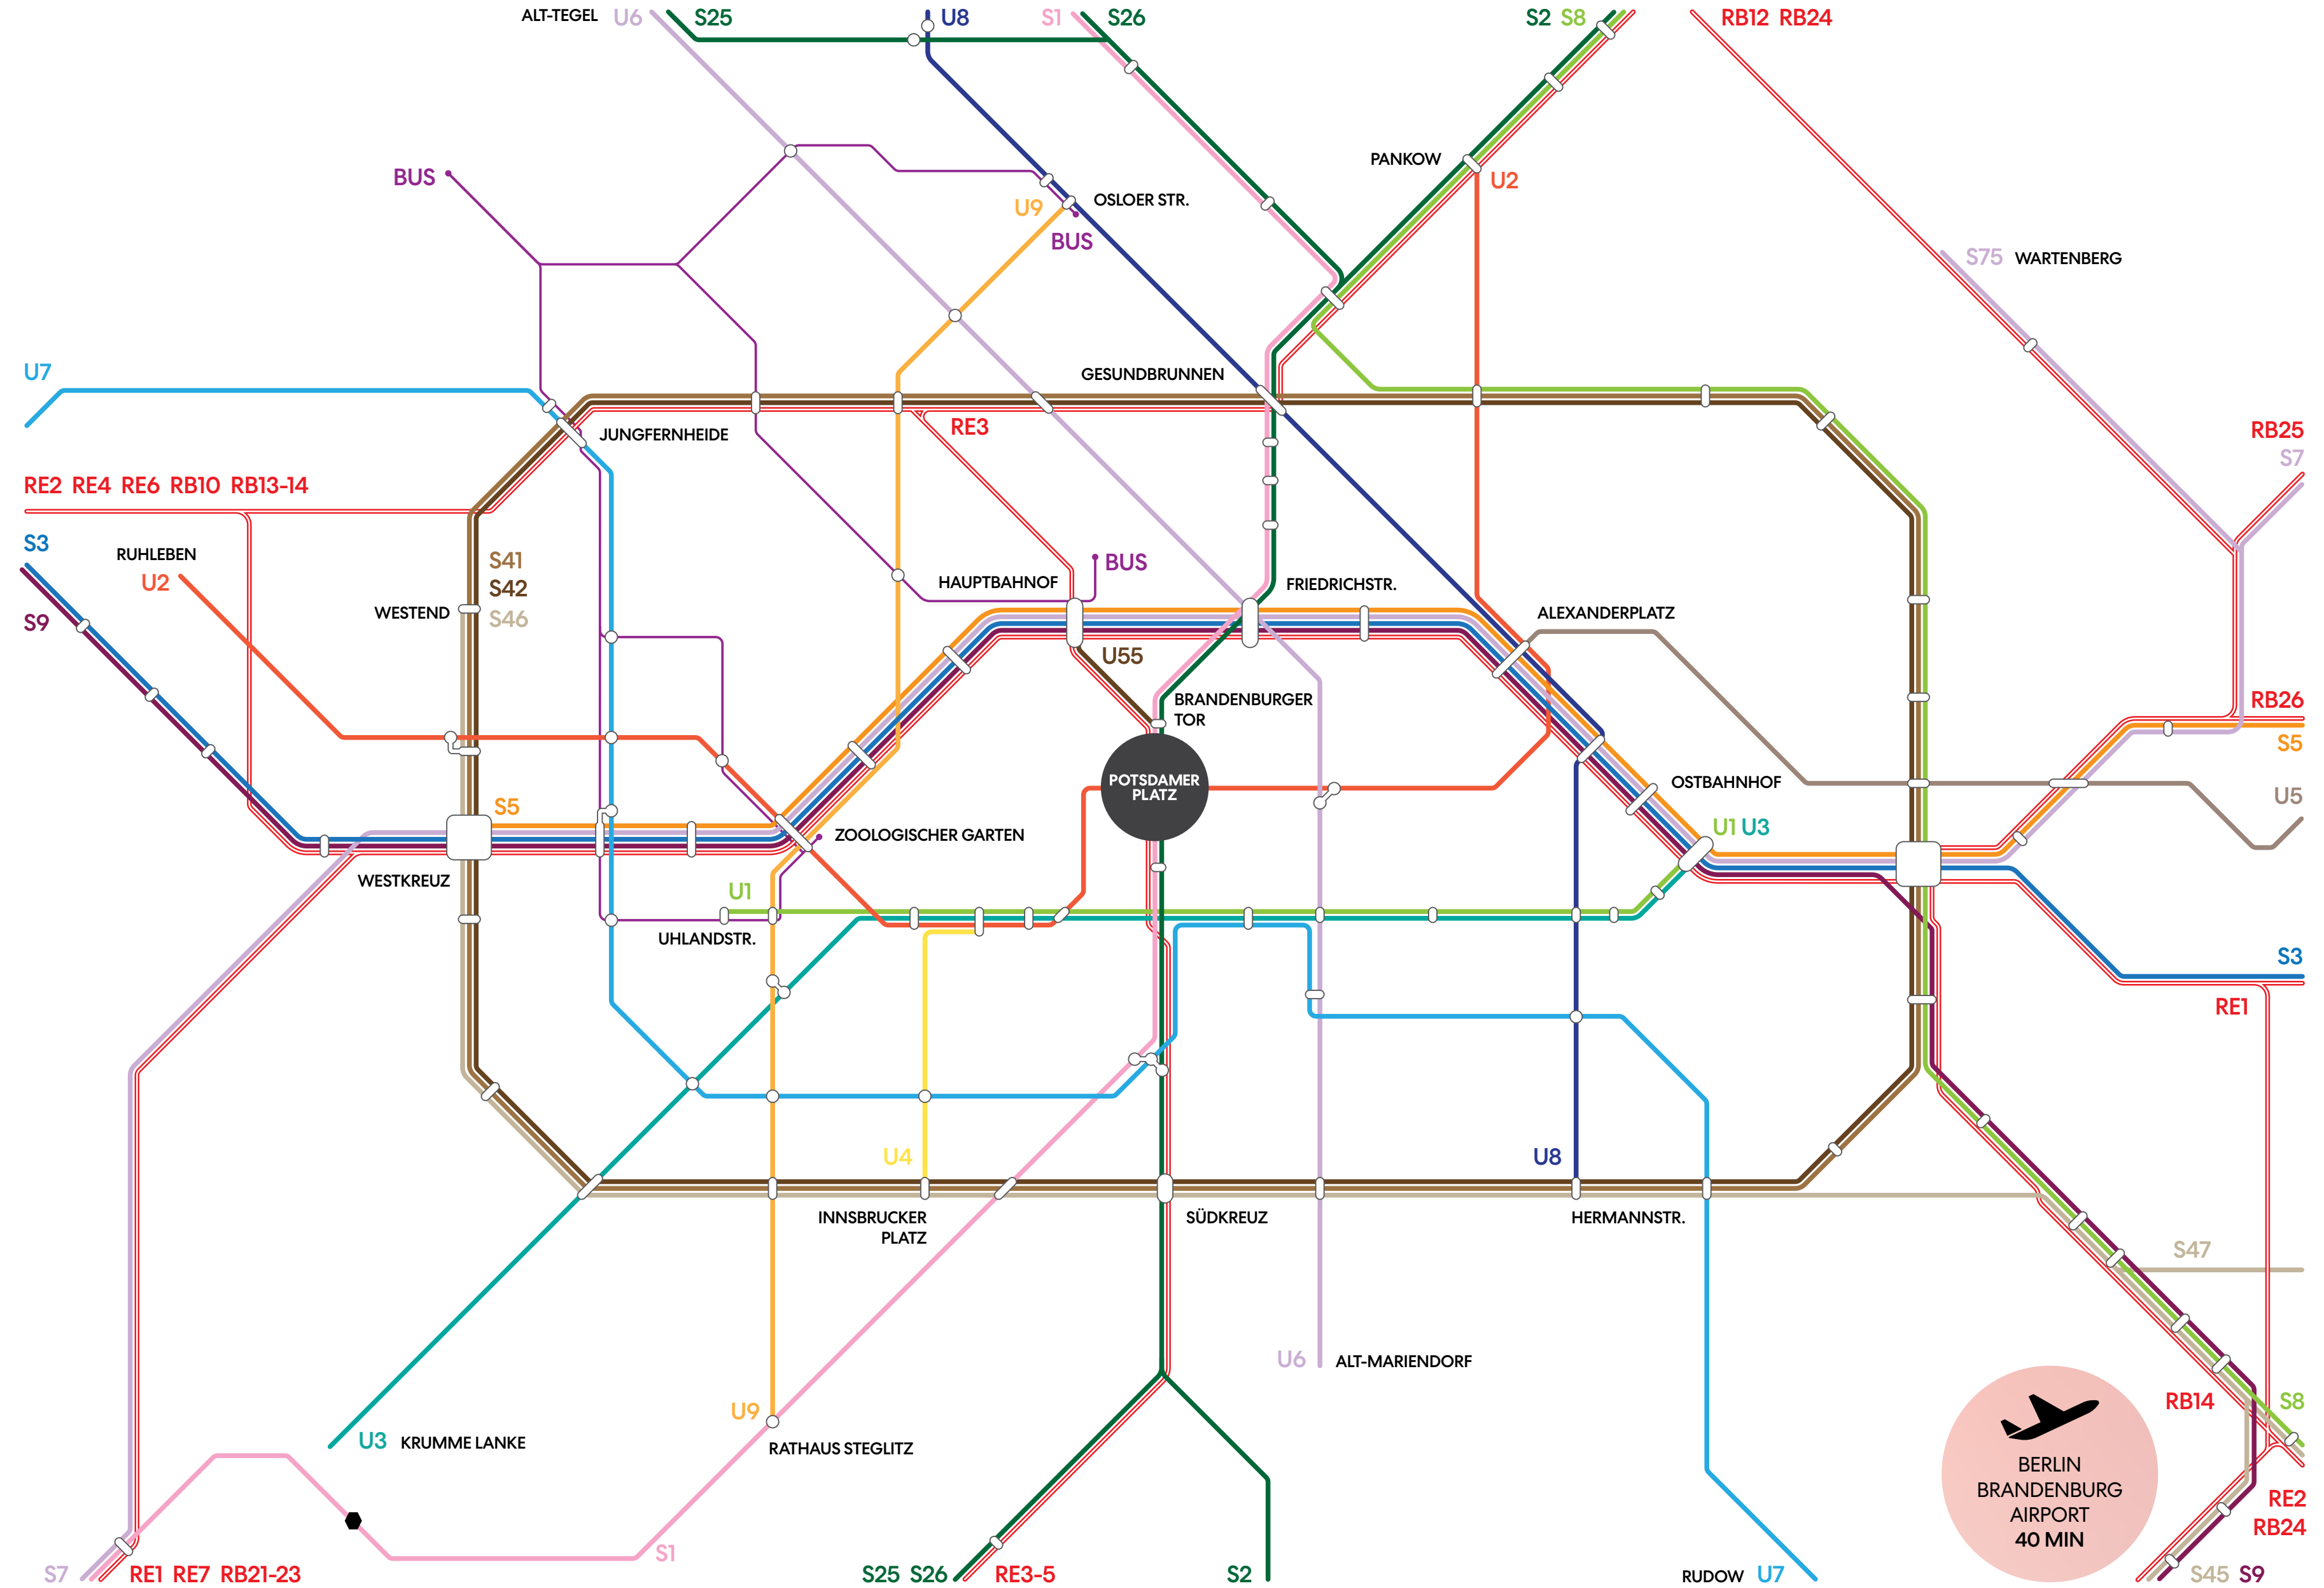 ALT-TEGEL U6 S25 U8 S1 S26 S2 S8 RB12 RB24
PANKOW
BUS
U2
OSLOER STR.
U9
BUS
S75 WARTENBERG
U7
GESUNDBRUNNEN
RE3
RB25
JUNGFERNHEIDE
S7
RE2 RE4 RE6 RB10 RB13-14
S3
RUHLEBEN
U2
S41
S42
S46
WESTEND
S9
HAUPTBAHNOF
BUS
FRIEDRICHSTR.
ALEXANDERPLATZ
U55
BRANDENBURGER
TOR
RB26
S5
POTSDAMER
PLATZ
OSTBAHNHOF
U5
S5
ZOOLOGISCHER GARTEN
U1 U3
WESTKREUZ
U1
UHLANDSTR.
S3
RE1
U4
U8
INNSBRUCKER
PLATZ
SÜDKREUZ
HERMANNSTR.
S47
U6 ALT-MARIENDORF
U9
RB14
S8
U3 KRUMME LANKE
RATHAUS STEGLITZ
BERLIN
BRANDENBURG
AIRPORT
40 MIN
RE2
RB24
S1
S7 RE1 RE7 RB21-23
S25 S26 RE3-5
S2
RUDOW U7
S45 S9